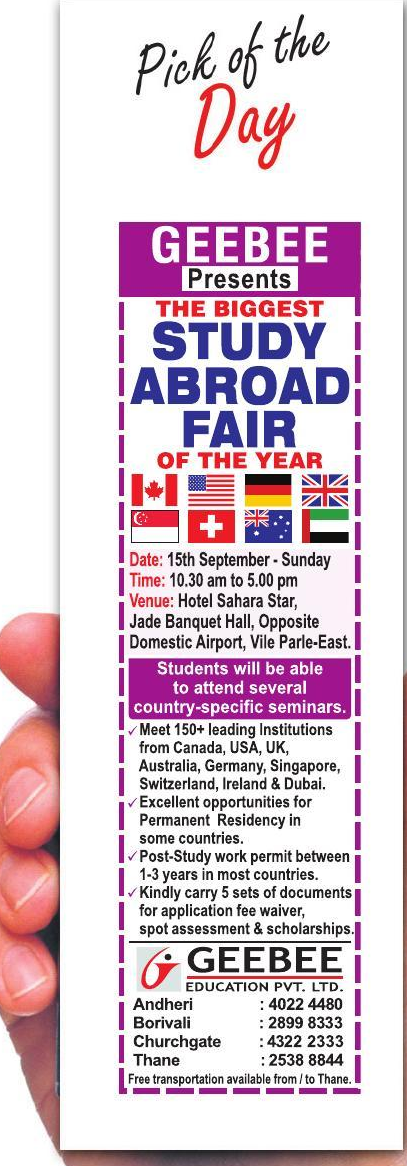 Pick of the
Day
GEEBEE
Presents
THE BIGGEST
STUDY
ABROAD
FAIR
OF THE YEAR
Date: 15th September - Sunday
Time: 10.30 am to 5.00 pm
Venue: Hotel Sahara Star,
Jade Banquet Hall, Opposite
Domestic Airport, Vile Parle-East.
Students will be able
to attend several
country-specific seminars.
✓ Meet 150+ leading Institutions
from Canada, USA, UK,
Australia, Germany, Singapore,
Switzerland, Ireland & Dubai.
✓ Excellent opportunities for
Permanent Residency in
some countries.
✓ Post-Study work permit between
1-3 years in most countries.
✓ Kindly carry 5 sets of documents
for application fee waiver,
spot assessment & scholarships.
GEEBEE
EDUCATION PVT. LTD.
Andheri : 4022 4480
Borivali : 2899 8333
Churchgate : 4322 2333
Thane : 2538 8844
Free transportation available from / to Thane.